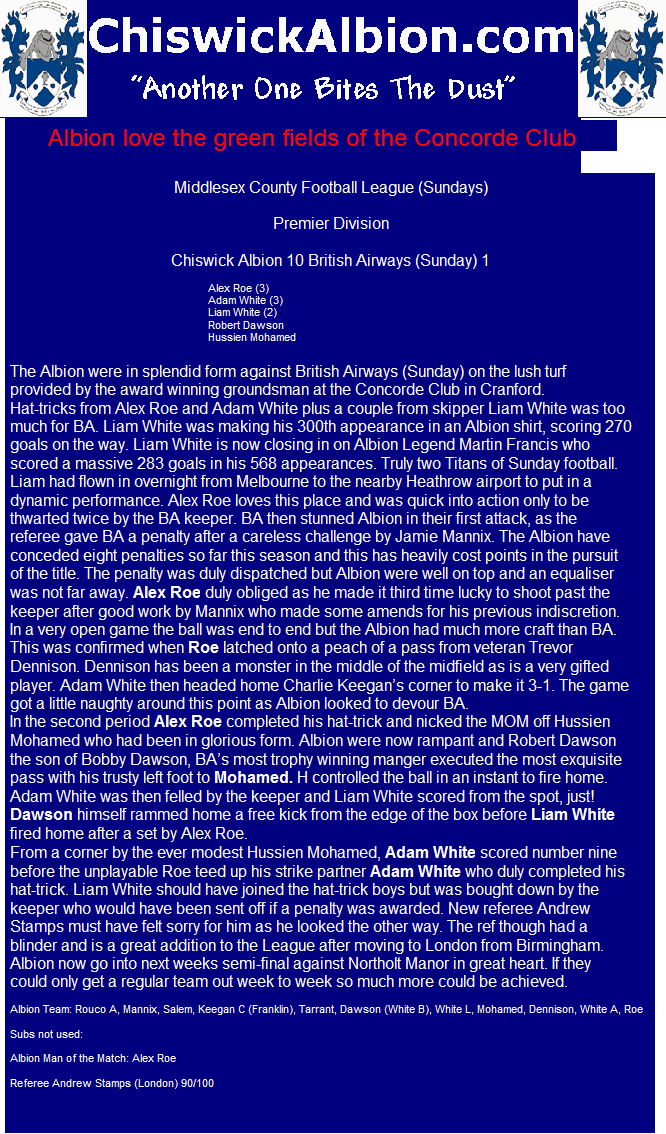 ChiswickAlbion.com
"Another One Bites The Dust"
Albion love the green fields of the Concorde Club
Middlesex County Football League (Sundays)
Premier Division
Chiswick Albion 10 British Airways (Sunday) 1
Alex Roe (3)
Adam White (3)
Liam White (2)
Robert Dawson
Hussien Mohamed
The Albion were in splendid form against British Airways (Sunday) on the lush turf
provided by the award winning groundsman at the Concorde Club in Cranford.
Hat-tricks from Alex Roe and Adam White plus a couple from skipper Liam White was too
much for BA. Liam White was making his 300th appearance in an Albion shirt, scoring 270
goals on the way. Liam White is now closing in on Albion Legend Martin Francis who
scored a massive 283 goals in his 568 appearances. Truly two Titans of Sunday football.
Liam had flown in overnight from Melbourne to the nearby Heathrow airport to put in a
dynamic performance. Alex Roe loves this place and was quick into action only to be
thwarted twice by the BA keeper. BA then stunned Albion in their first attack, as the
referee gave BA a penalty after a careless challenge by Jamie Mannix. The Albion have
conceded eight penalties so far this season and this has heavily cost points in the pursuit
of the title. The penalty was duly dispatched but Albion were well on top and an equaliser
was not far away. Alex Roe duly obliged as he made it third time lucky to shoot past the
keeper after good work by Mannix who made some amends for his previous indiscretion.
In a very open game the ball was end to end but the Albion had much more craft than BA.
This was confirmed when Roe latched onto a peach of a pass from veteran Trevor
Dennison. Dennison has been a monster in the middle of the midfield as is a very gifted
player. Adam White then headed home Charlie Keegan's corner to make it 3-1. The game
got a little naughty around this point as Albion looked to devour BA.
In the second period Alex Roe completed his hat-trick and nicked the MOM off Hussien
Mohamed who had been in glorious form. Albion were now rampant and Robert Dawson
the son of Bobby Dawson, BA's most trophy winning manger executed the most exquisite
pass with his trusty left foot to Mohamed. H controlled the ball in an instant to fire home.
Adam White was then felled by the keeper and Liam White scored from the spot, just!
Dawson himself rammed home a free kick from the edge of the box before Liam White
fired home after a set by Alex Roe.
From a corner by the ever modest Hussien Mohamed, Adam White scored number nine
before the unplayable Roe teed up his strike partner Adam White who duly completed his
hat-trick. Liam White should have joined the hat-trick boys but was bought down by the
keeper who would have been sent off if a penalty was awarded. New referee Andrew
Stamps must have felt sorry for him as he looked the other way. The ref though had a
blinder and is a great addition to the League after moving to London from Birmingham.
Albion now go into next weeks semi-final against Northolt Manor in great heart. If they
could only get a regular team out week to week so much more could be achieved.
Albion Team: Rouco A, Mannix, Salem, Keegan C (Franklin), Tarrant, Dawson (White B), White L, Mohamed, Dennison, White A, Roe
Subs not used:
Albion Man of the Match: Alex Roe
Referee Andrew Stamps (London) 90/100